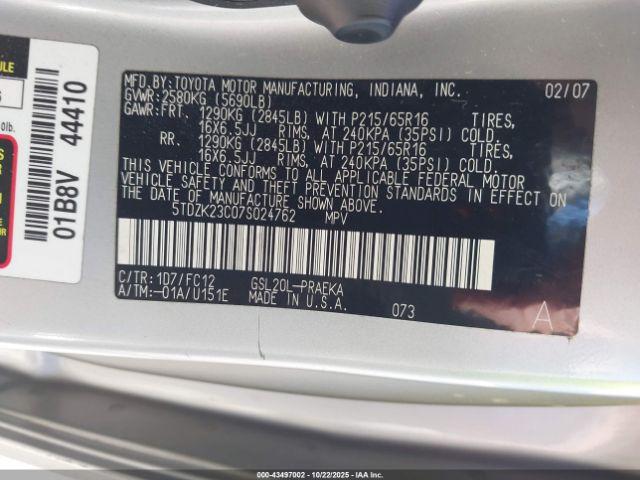 MFD.BY:TOYOTA MOTOR MANUFACTURING, INDIANA, INC. 02/07
GVWR:2580KG (5690LB)
GAWR:FRT. 1290KG (2845LB) WITH P215/65R16 TIRES,
16X6.5JJ RIMS, AT 240KPA (35PSI) COLD.
RR. 1290KG (2845LB) WITH P215/65R16 TIRES,
16X6.5JJ RIMS, AT 240KPA (35PSI) COLD.
THIS VEHICLE CONFORMS TO ALL APPLICABLE FEDERAL MOTOR
VEHICLE SAFETY AND THEFT PREVENTION STANDARDS IN EFFECT ON
THE DATE OF MANUFACTURE SHOWN ABOVE.
5TDZK23C07S024762 MPV
C/TR:1D7/FC12 GSL20L-PRAEKA
A/TM:-01A/U151E MADE IN U.S.A. 073 A
01B8V 44410
00-43497002 - 10/22/2025 - COPYRIGHT © IAA